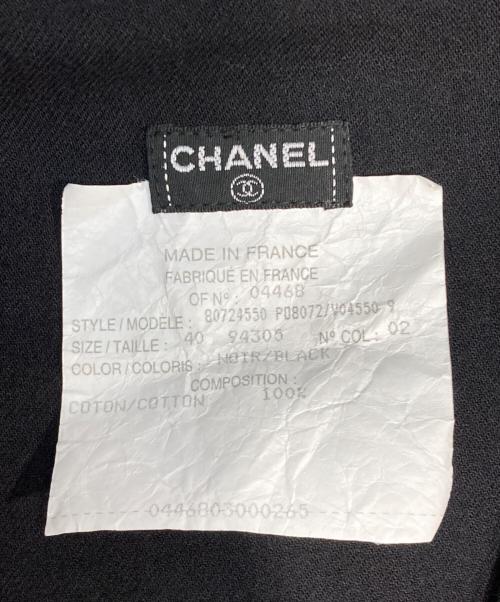 CHANEL
MADE IN FRANCE
FABRIQUÉ EN FRANCE
OF Nº: 04468
STYLE/MODELE: 80724550 P08072/V04550 9
SIZE/TAILLE: 40 94305 Nº COL: 02
COLOR/COLORIS: NOIR/BLACK
COMPOSITION:
COTON/COTTON 100%
0446803000265